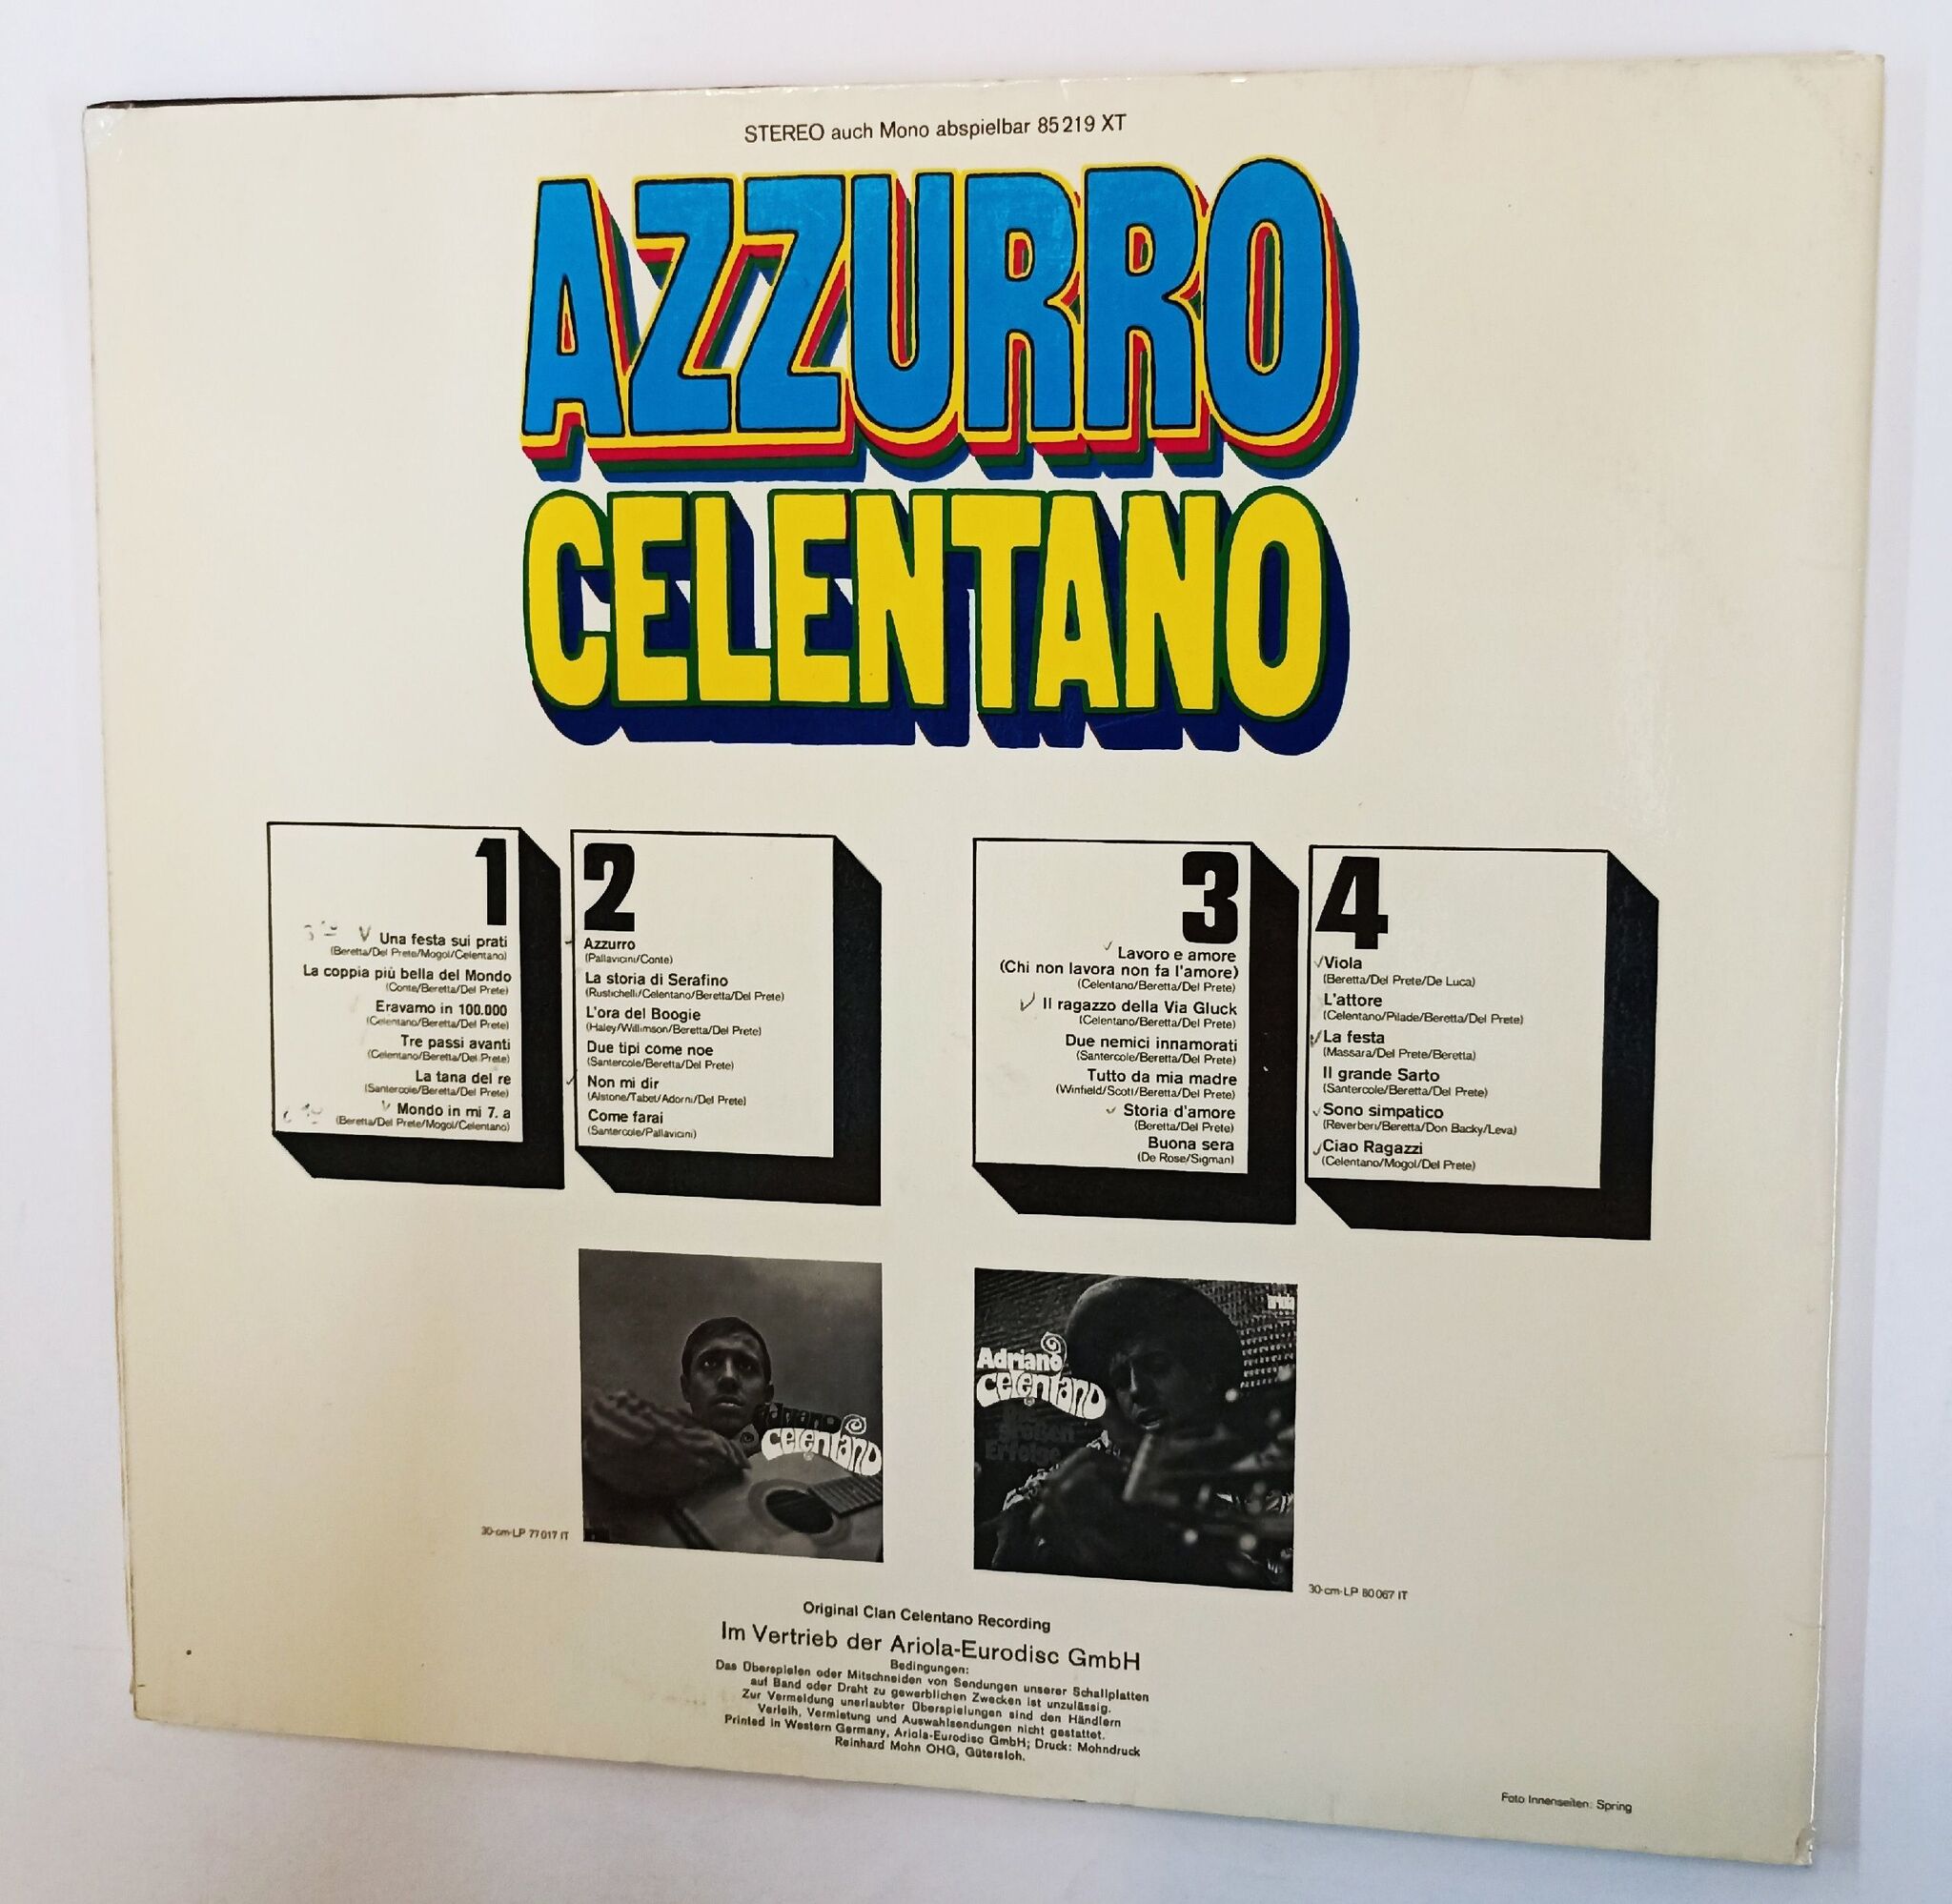 STEREO auch Mono abspielbar 85 219 XT
AZZURRO
CELENTANO
1
Una festa sui prati
(Beretta/Del Prete/Mogol/Celentano)
La coppia più bella del Mondo
(Conte/Beretta/Del Prete)
Eravamo in 100.000
(Celentano/Beretta/Del Prete)
Tre passi avanti
(Celentano/Beretta/Del Prete)
La tana del re
(Santercole/Beretta/Del Prete)
Mondo in mi 7. a
(Beretta/Del Prete/Mogol/Celentano)
2
Azzurro
(Pallavicini/Conte)
La storia di Serafino
(Rustichelli/Celentano/Beretta/Del Prete)
L'ora del Boogie
(Haley/Willimson/Beretta/Del Prete)
Due tipi come noe
(Santercole/Beretta/Del Prete)
Non mi dir
(Alstone/Tabet/Adorni/Del Prete)
Come farai
(Santercole/Pallavicini)
3
Lavoro e amore
(Chi non lavora non fa l'amore)
(Celentano/Beretta/Del Prete)
Il ragazzo della Via Gluck
(Celentano/Beretta/Del Prete)
Due nemici innamorati
(Santercole/Beretta/Del Prete)
Tutto da mia madre
(Winfield/Scott/Beretta/Del Prete)
Storia d'amore
(Beretta/Del Prete)
Buona sera
(De Rose/Sigman)
4
Viola
(Beretta/Del Prete/De Luca)
L'attore
(Celentano/Pilade/Beretta/Del Prete)
La festa
(Massara/Del Prete/Beretta)
Il grande Sarto
(Santercole/Beretta/Del Prete)
Sono simpatico
(Reverberi/Beretta/Don Backy/Leva)
Ciao Ragazzi
(Celentano/Mogol/Del Prete)
Adriano
Celentano
30-cm-LP 77 017 IT
ariola
Adriano
Celentano
Die
großen
Erfolge
30-cm-LP 80 067 IT
Original Clan Celentano Recording
Im Vertrieb der Ariola-Eurodisc GmbH
Bedingungen:
Das Überspielen oder Mitschneiden von Sendungen unserer Schallplatten
auf Band oder Draht zu gewerblichen Zwecken ist unzulässig.
Zur Vermeidung unerlaubter Überspielungen sind den Händlern
Verleih, Vermietung und Auswahlsendungen nicht gestattet.
Printed in Western Germany, Ariola-Eurodisc GmbH; Druck: Mohndruck
Reinhard Mohn OHG, Gütersloh.
Foto Innenseiten: Spring